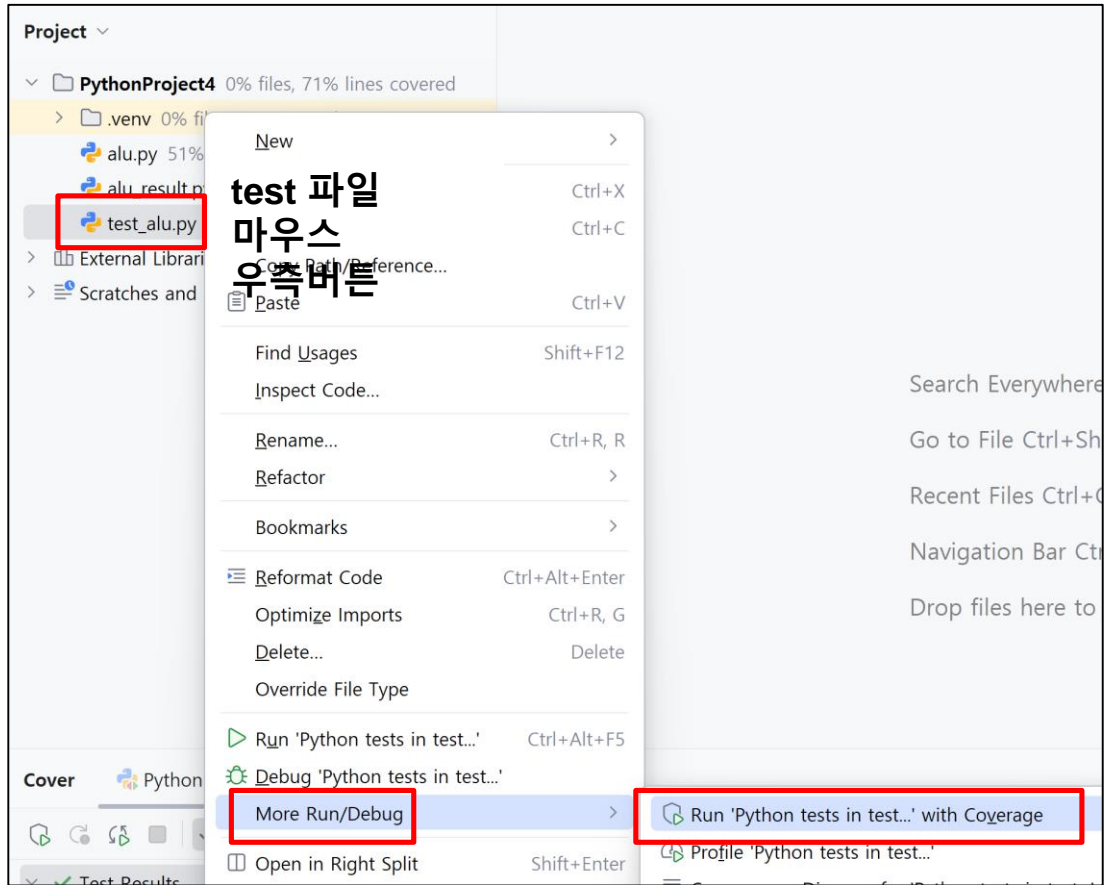 Project
PythonProject4 0% files, 71% lines covered
.venv 0%
alu.py 51%
alu_result
test_alu.py
External
Scratches and
New
Ctrl+X
Ctrl+C
test 파일
마우스
우측버튼
Copy Path/Reference...
Paste Ctrl+V
Find Usages Shift+F12
Inspect Code...
Rename... Ctrl+R, R
Refactor
Bookmarks
Reformat Code Ctrl+Alt+Enter
Optimize Imports Ctrl+R, G
Delete... Delete
Override File Type
Run 'Python tests in test...' Ctrl+Alt+F5
Debug 'Python tests in test...'
More Run/Debug
Open in Right Split Shift+Enter
Run 'Python tests in test...' with Coverage
Profile 'Python tests in test...'
Search Everywhere
Go to File Ctrl+Sh
Recent Files Ctrl+
Navigation Bar Ct
Drop files here to
Cover Python
Test Results